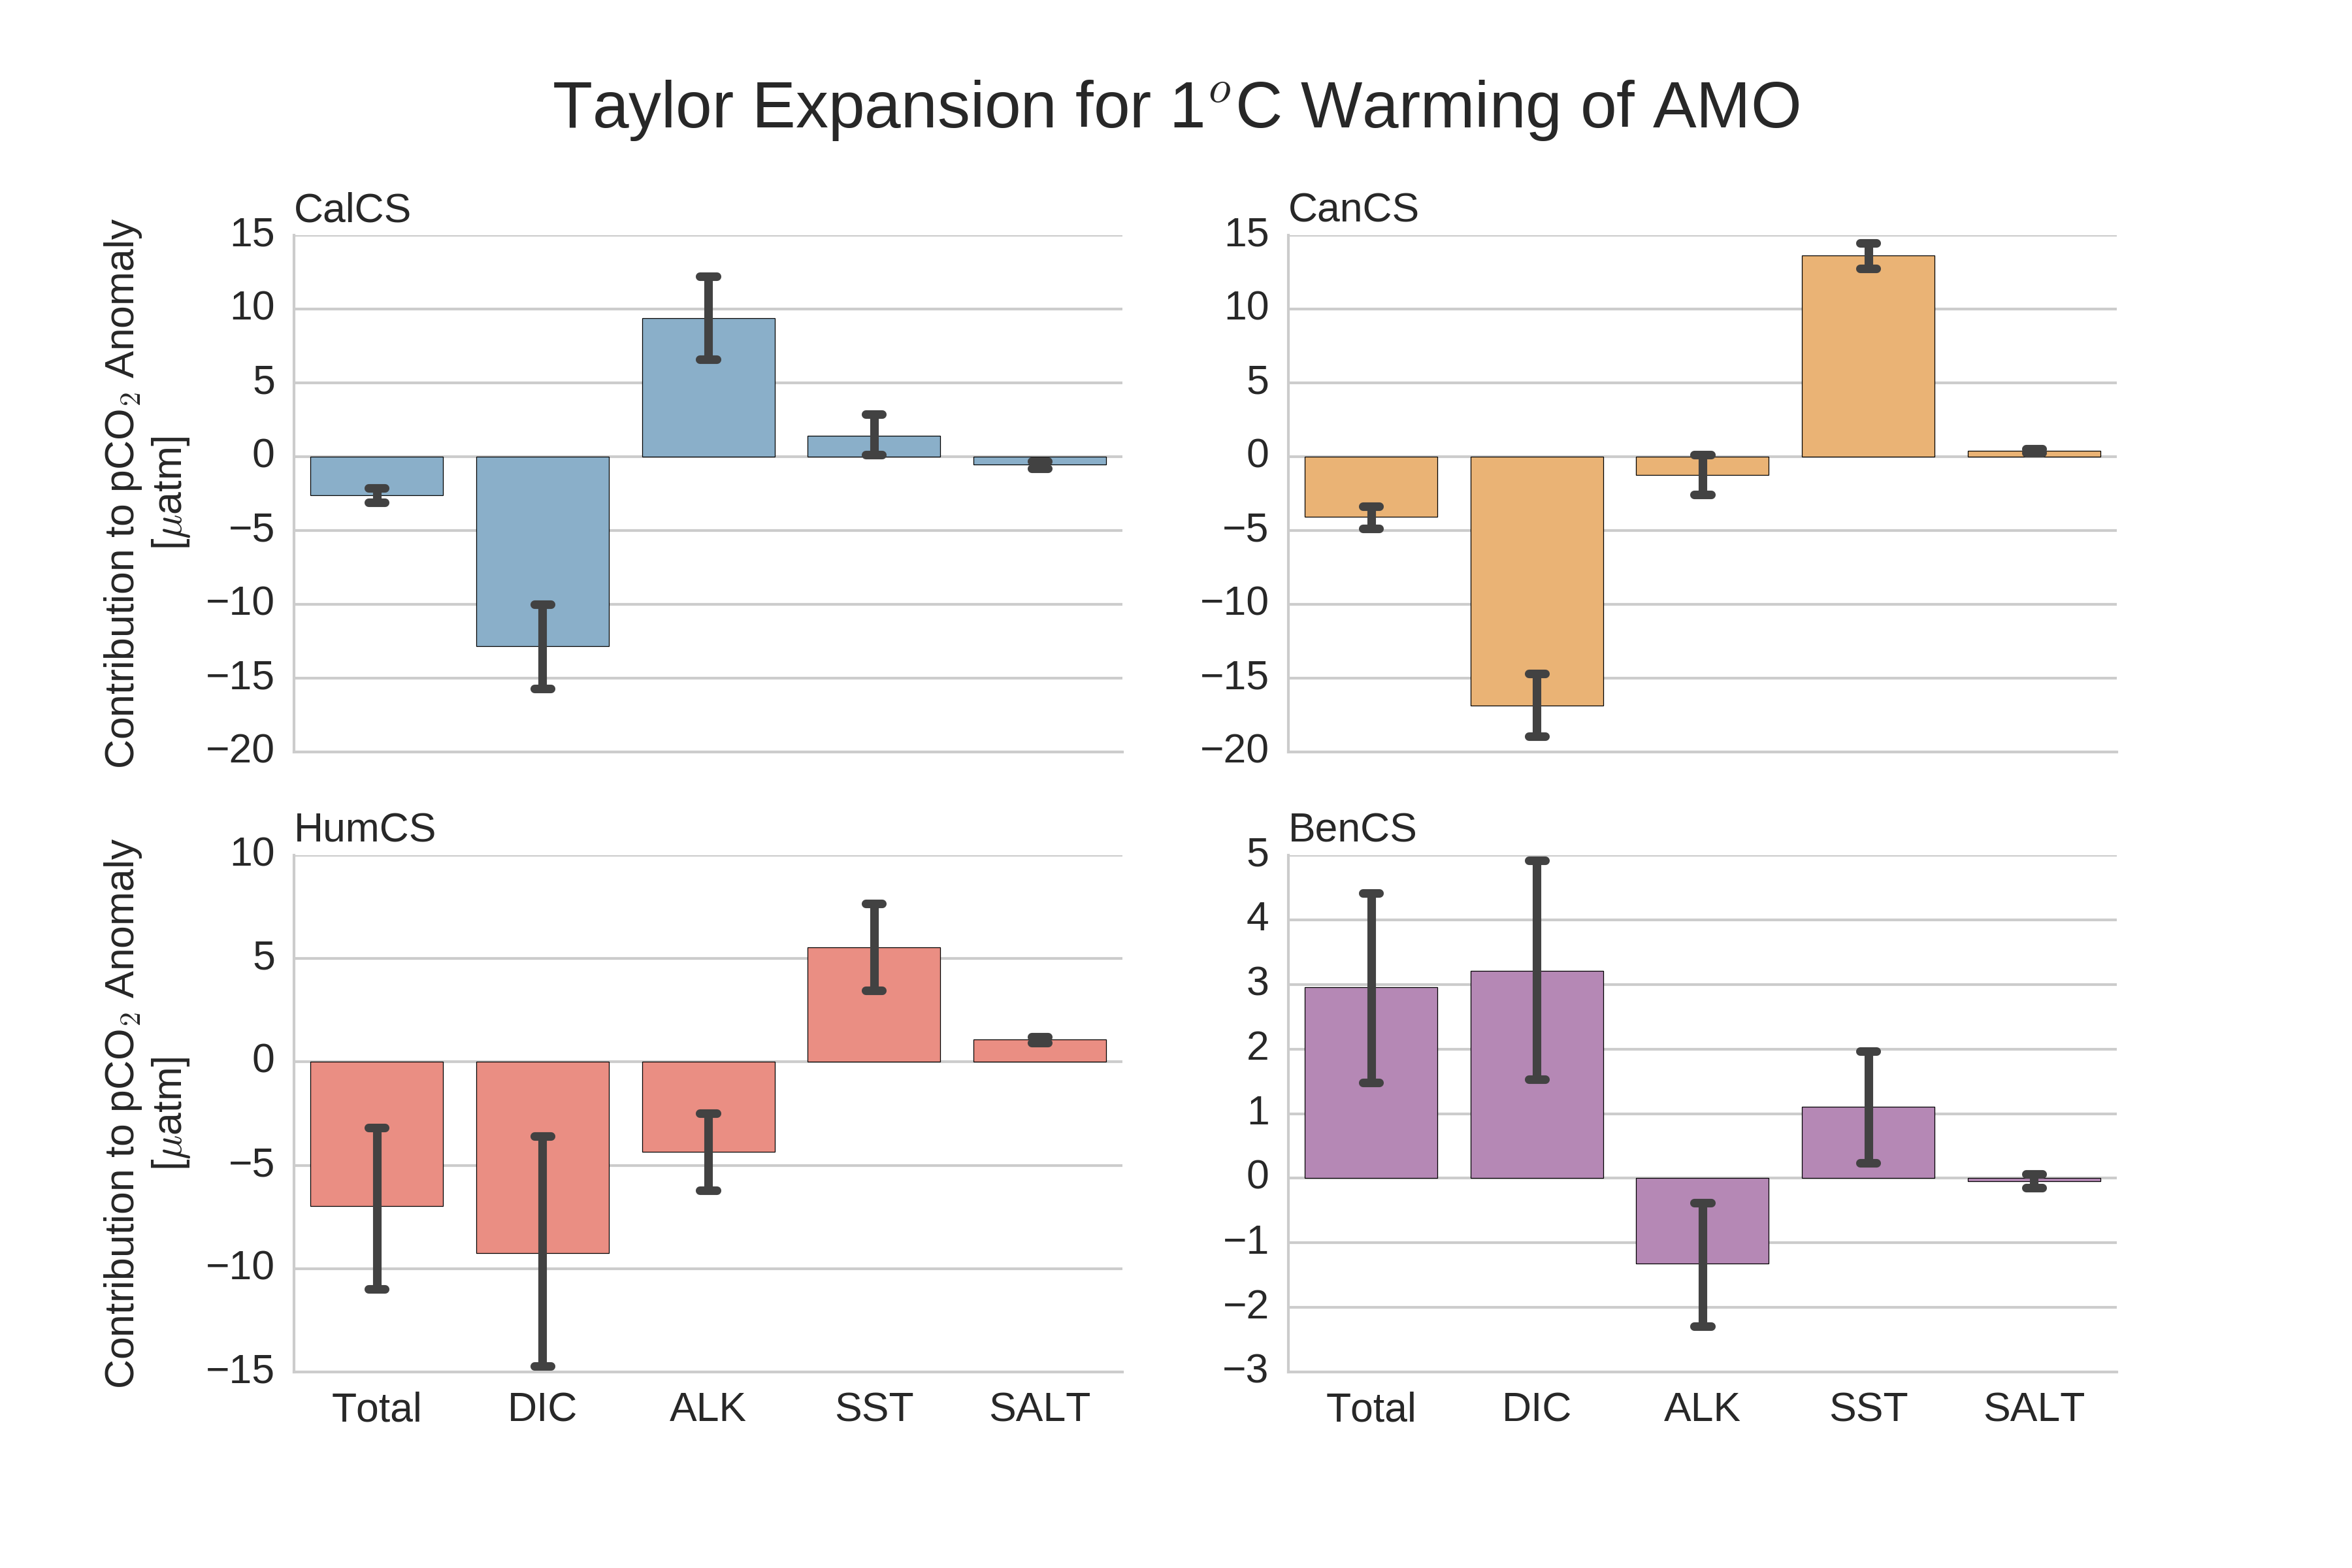 Taylor Expansion for 1°C Warming of AMO
CalCS
Contribution to pCO₂ Anomaly
[μatm]
15
10
5
0
−5
−10
−15
−20
CanCS
15
10
5
0
−5
−10
−15
−20
HumCS
Contribution to pCO₂ Anomaly
[μatm]
10
5
0
−5
−10
−15
Total DIC ALK SST SALT
BenCS
5
4
3
2
1
0
−1
−2
−3
Total DIC ALK SST SALT